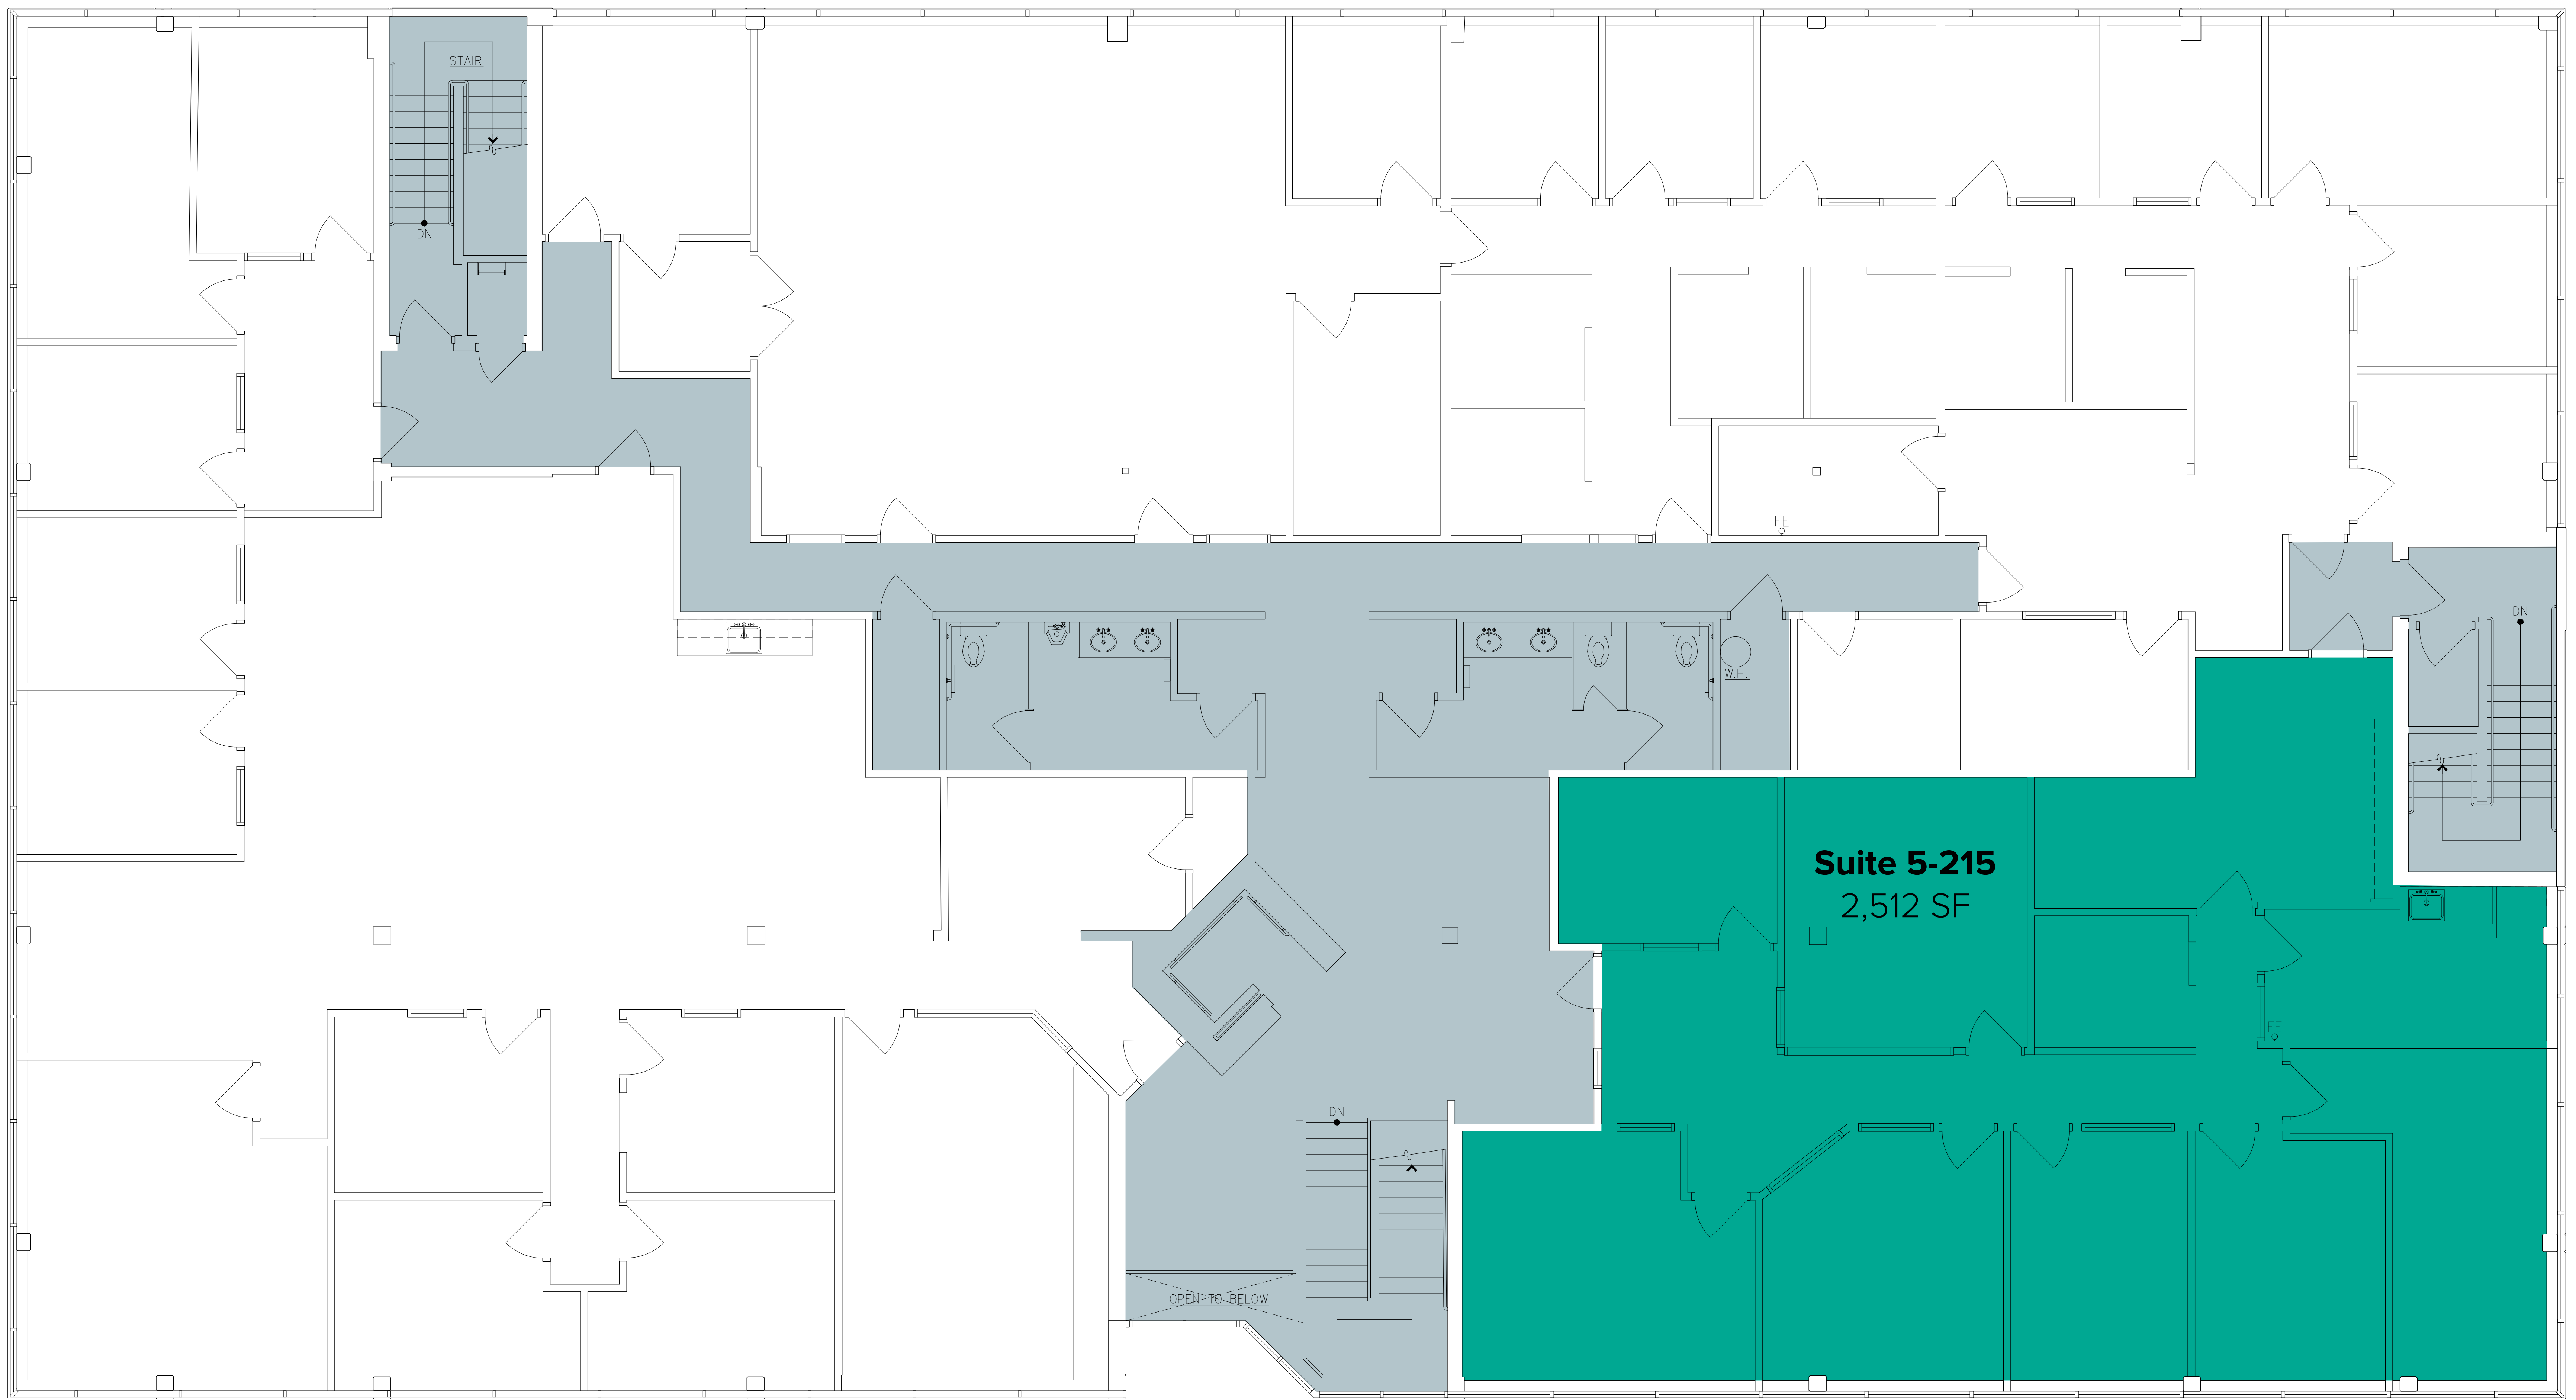 STAIR
DN
FE
DN
W.H.
Suite 5-215
2,512 SF
FE
DN
OPEN TO BELOW